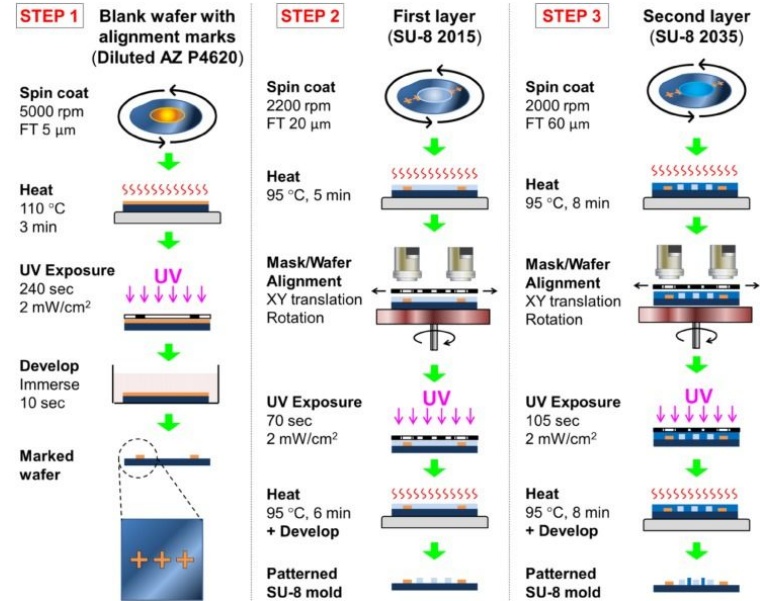 STEP 1
Blank wafer with
alignment marks
(Diluted AZ P4620)
Spin coat
5000 rpm
FT 5 μm
Heat
110 °C
3 min
UV Exposure
240 sec
2 mW/cm²
UV
Develop
Immerse
10 sec
Marked
wafer
STEP 2
First layer
(SU-8 2015)
Spin coat
2200 rpm
FT 20 μm
Heat
95 °C, 5 min
Mask/Wafer
Alignment
XY translation
Rotation
UV Exposure
70 sec
2 mW/cm²
UV
Heat
95 °C, 6 min
+ Develop
Patterned
SU-8 mold
STEP 3
Second layer
(SU-8 2035)
Spin coat
2000 rpm
FT 60 μm
Heat
95 °C, 8 min
Mask/Wafer
Alignment
XY translation
Rotation
UV Exposure
105 sec
2 mW/cm²
UV
Heat
95 °C, 8 min
+ Develop
Patterned
SU-8 mold